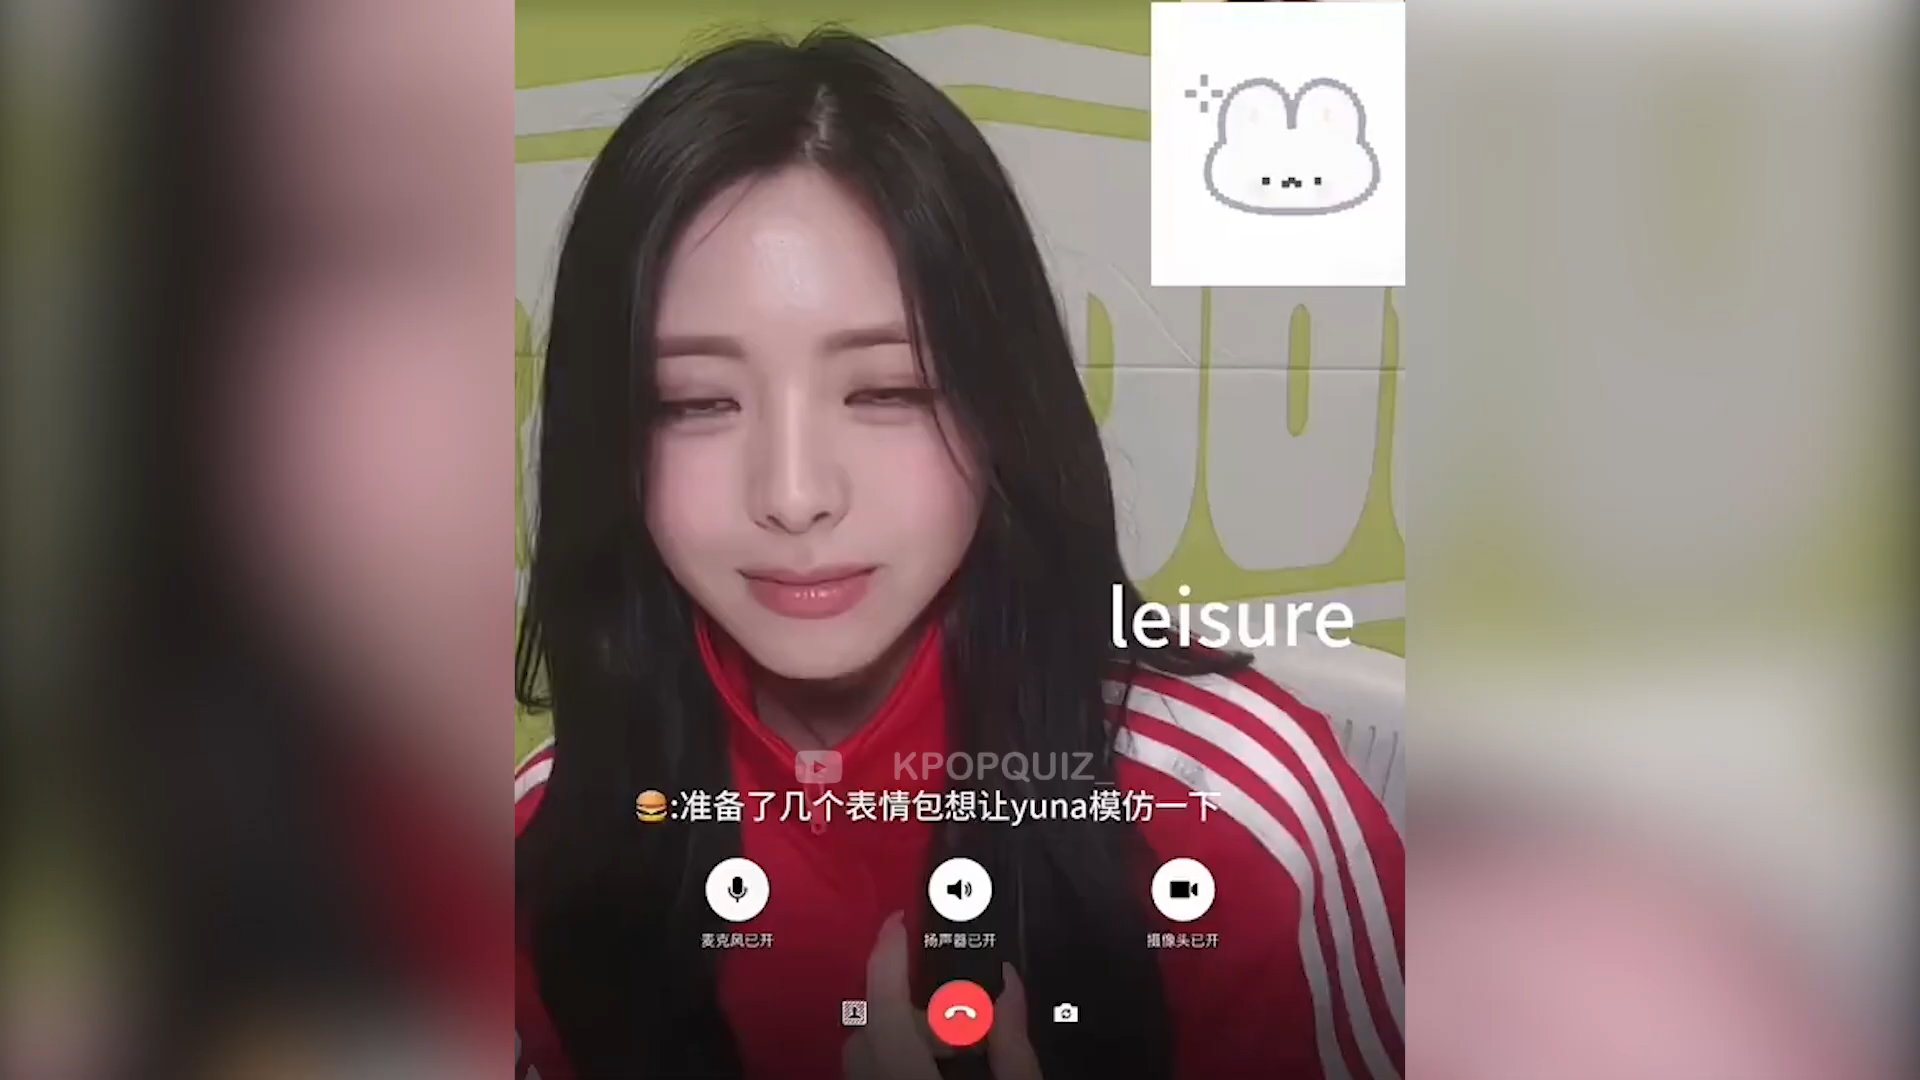 leisure
KPOPQUIZ_
🍔:准备了几个表情包想让yuna模仿一下
麦克风已开
扬声器已开
摄像头已开